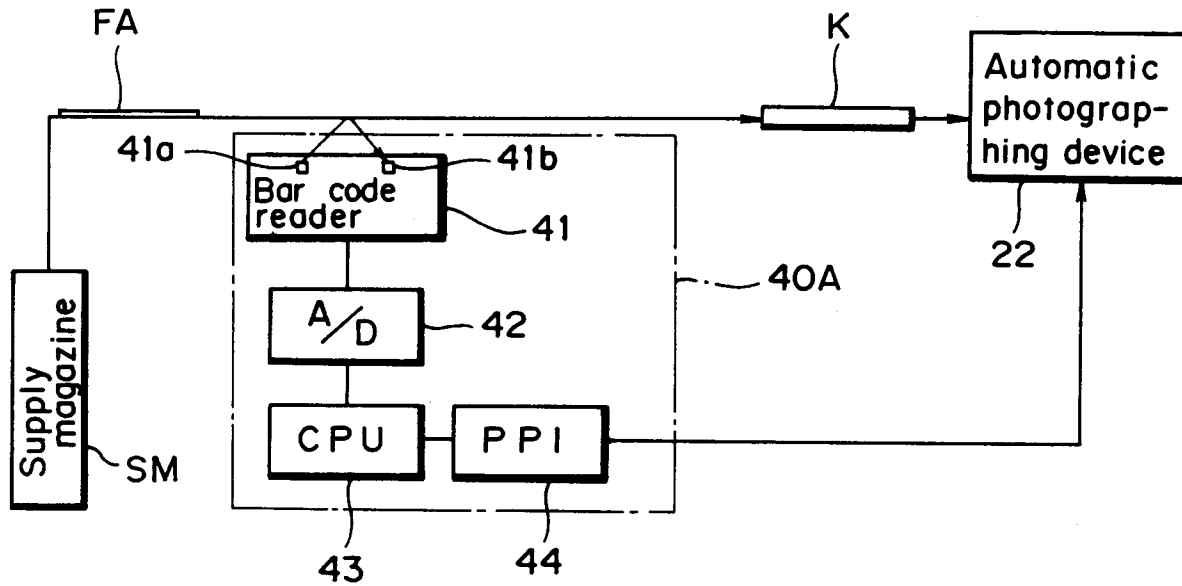 FA
K
Automatic
photograp-
hing device
22
41a
41b
Bar code
reader
41
40A
A/D
42
Supply
magazine
SM
CPU
PPI
43
44